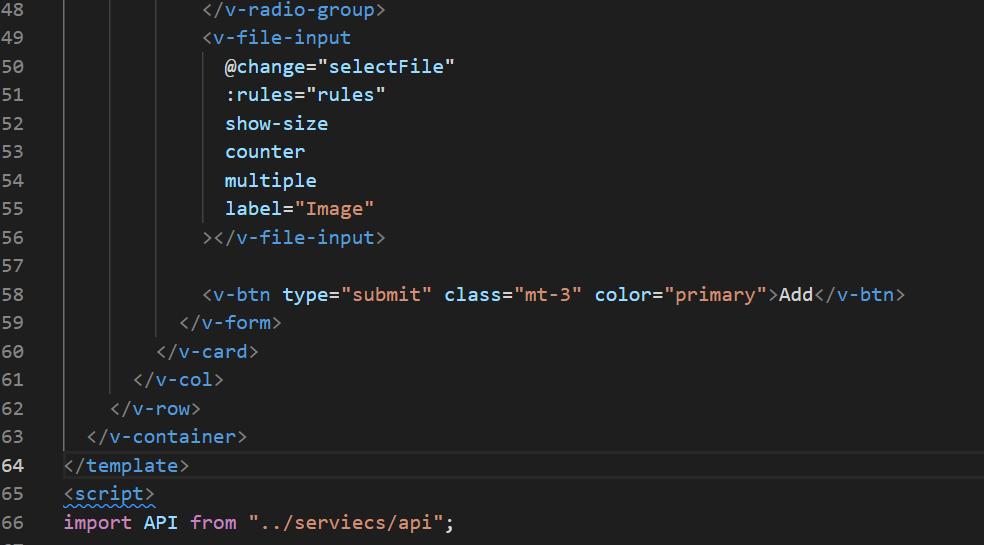 48 </v-radio-group>
49 <v-file-input
50 @change="selectFile"
51 :rules="rules"
52 show-size
53 counter
54 multiple
55 label="Image"
56 ></v-file-input>
57
58 <v-btn type="submit" class="mt-3" color="primary">Add</v-btn>
59 </v-form>
60 </v-card>
61 </v-col>
62 </v-row>
63 </v-container>
64 </template>
65 <script>
66 import API from "../serviecs/api";